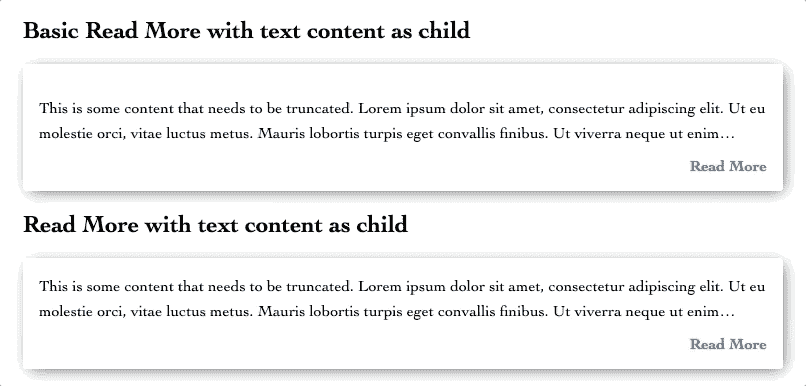 Basic Read More with text content as child
This is some content that needs to be truncated. Lorem ipsum dolor sit amet, consectetur adipiscing elit. Ut eu
molestie orci, vitae luctus metus. Mauris lobortis turpis eget convallis finibus. Ut viverra neque ut enim…
Read More
Read More with text content as child
This is some content that needs to be truncated. Lorem ipsum dolor sit amet, consectetur adipiscing elit. Ut eu
molestie orci, vitae luctus metus. Mauris lobortis turpis eget convallis finibus. Ut viverra neque ut enim…
Read More